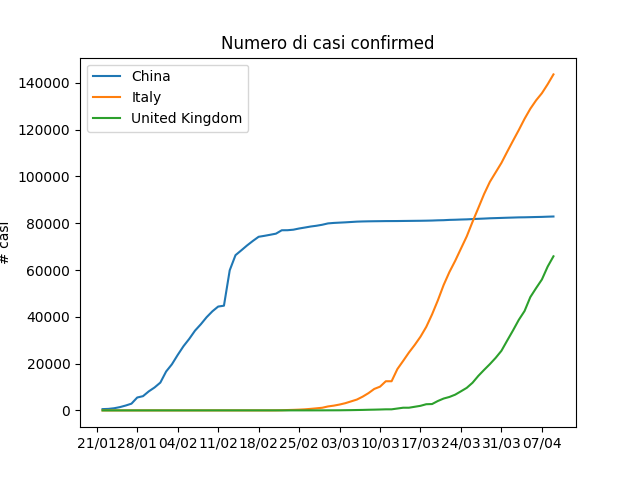 Numero di casi confirmed
China
Italy
United Kingdom
140000
120000
100000
80000
60000
40000
20000
0
# casi
21/01 28/01 04/02 11/02 18/02 25/02 03/03 10/03 17/03 24/03 31/03 07/04